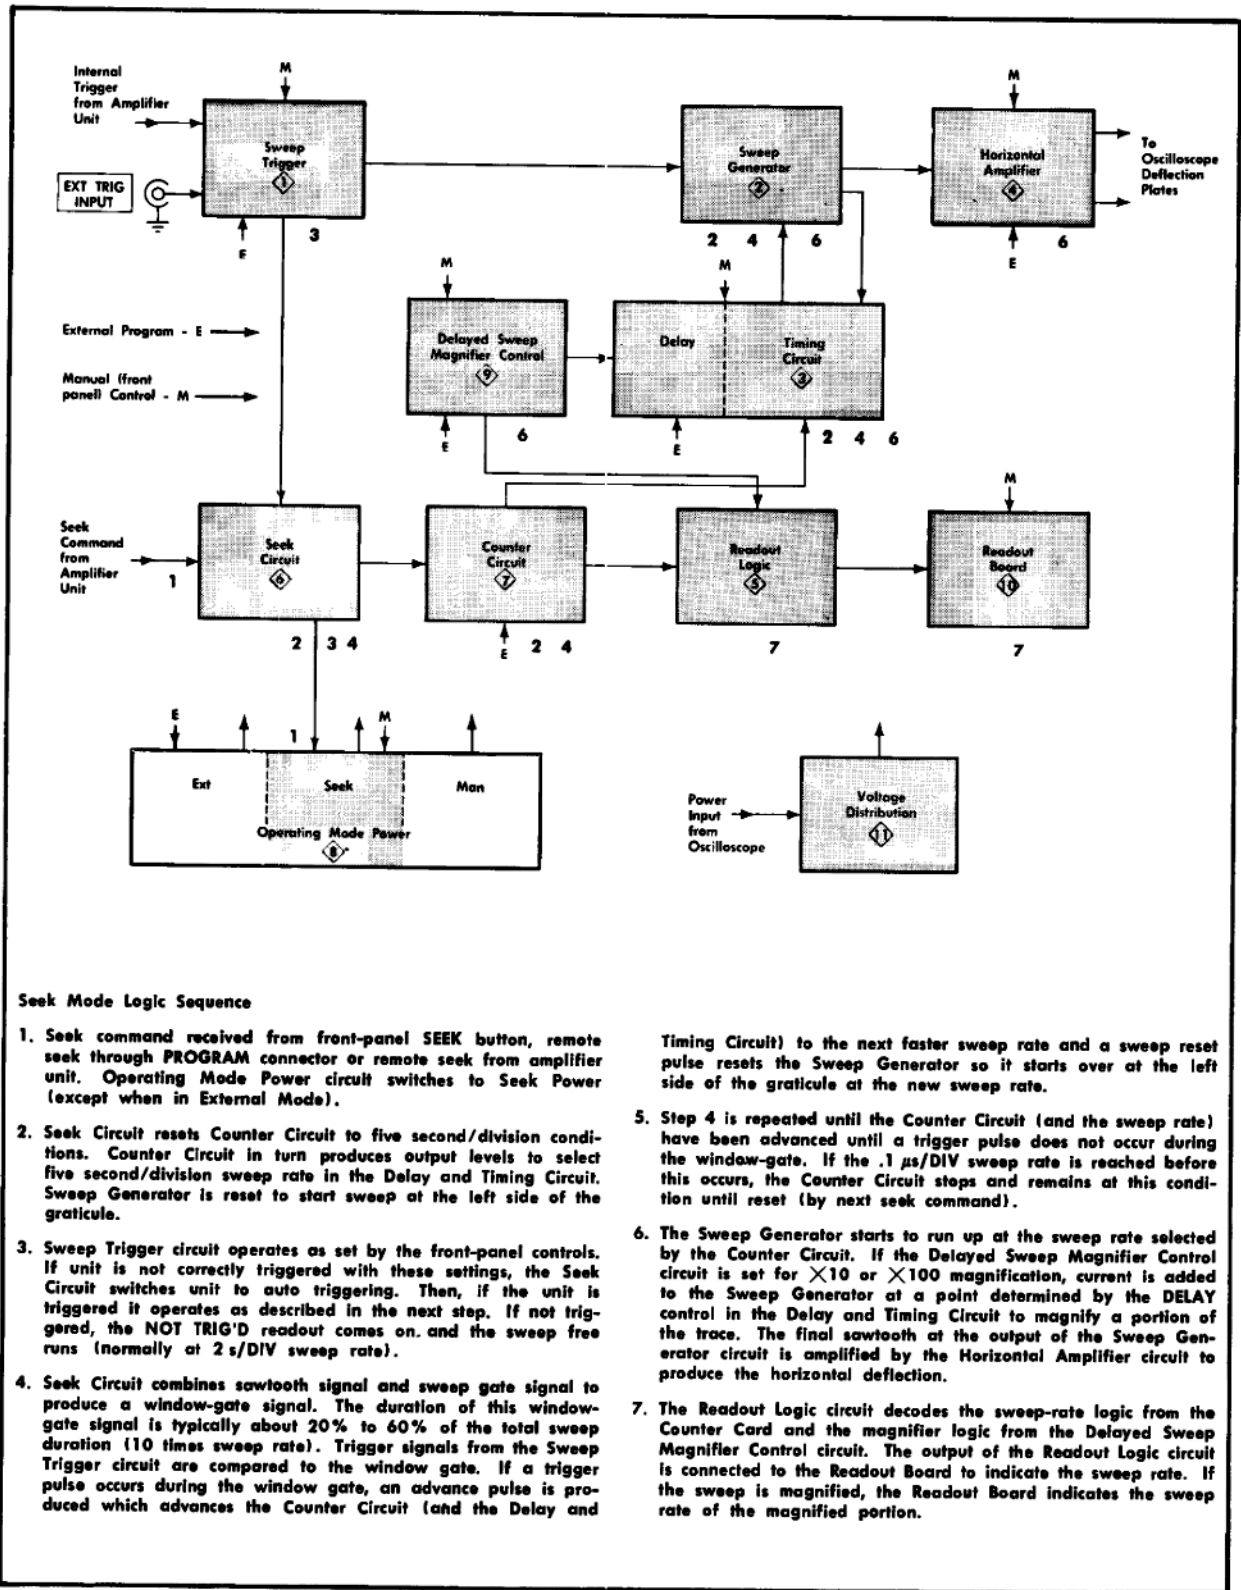 Internal
Trigger
from Amplifier
Unit
M
Sweep
Trigger
1
EXT TRIG
INPUT
E
3
Sweep
Generator
2
2 4 6
M
Horizontal
Amplifier
4
E
6
To
Oscilloscope
Deflection
Plates
External Program - E
Manual (front
panel) Control - M
M
Delayed Sweep
Magnifier Control
9
E
6
M
Delay
Timing
Circuit
3
E
2 4 6
Seek
Command
from
Amplifier
Unit
1
Seek
Circuit
6
2 3 4
Counter
Circuit
7
E
2 4
Readout
Logic
5
7
M
Readout
Board
10
7
E
1
M
Ext
Seek
Man
Operating Mode Power
8
Power
Input
from
Oscilloscope
Voltage
Distribution
11
Seek Mode Logic Sequence
1. Seek command received from front-panel SEEK button, remote
seek through PROGRAM connector or remote seek from amplifier
unit. Operating Mode Power circuit switches to Seek Power
(except when in External Mode).
2. Seek Circuit resets Counter Circuit to five second/division condi-
tions. Counter Circuit in turn produces output levels to select
five second/division sweep rate in the Delay and Timing Circuit.
Sweep Generator is reset to start sweep at the left side of the
graticule.
3. Sweep Trigger circuit operates as set by the front-panel controls.
If unit is not correctly triggered with these settings, the Seek
Circuit switches unit to auto triggering. Then, if the unit is
triggered it operates as described in the next step. If not trig-
gered, the NOT TRIG'D readout comes on. and the sweep free
runs (normally at 2 s/DIV sweep rate).
4. Seek Circuit combines sawtooth signal and sweep gate signal to
produce a window-gate signal. The duration of this window-
gate signal is typically about 20% to 60% of the total sweep
duration (10 times sweep rate). Trigger signals from the Sweep
Trigger circuit are compared to the window gate. If a trigger
pulse occurs during the window gate, an advance pulse is pro-
duced which advances the Counter Circuit (and the Delay and
Timing Circuit) to the next faster sweep rate and a sweep reset
pulse resets the Sweep Generator so it starts over at the left
side of the graticule at the new sweep rate.
5. Step 4 is repeated until the Counter Circuit (and the sweep rate)
have been advanced until a trigger pulse does not occur during
the window-gate. If the .1 μs/DIV sweep rate is reached before
this occurs, the Counter Circuit stops and remains at this condi-
tion until reset (by next seek command).
6. The Sweep Generator starts to run up at the sweep rate selected
by the Counter Circuit. If the Delayed Sweep Magnifier Control
circuit is set for X10 or X100 magnification, current is added
to the Sweep Generator at a point determined by the DELAY
control in the Delay and Timing Circuit to magnify a portion of
the trace. The final sawtooth at the output of the Sweep Gen-
erator circuit is amplified by the Horizontal Amplifier circuit to
produce the horizontal deflection.
7. The Readout Logic circuit decodes the sweep-rate logic from the
Counter Card and the magnifier logic from the Delayed Sweep
Magnifier Control circuit. The output of the Readout Logic circuit
is connected to the Readout Board to indicate the sweep rate. If
the sweep is magnified, the Readout Board indicates the sweep
rate of the magnified portion.